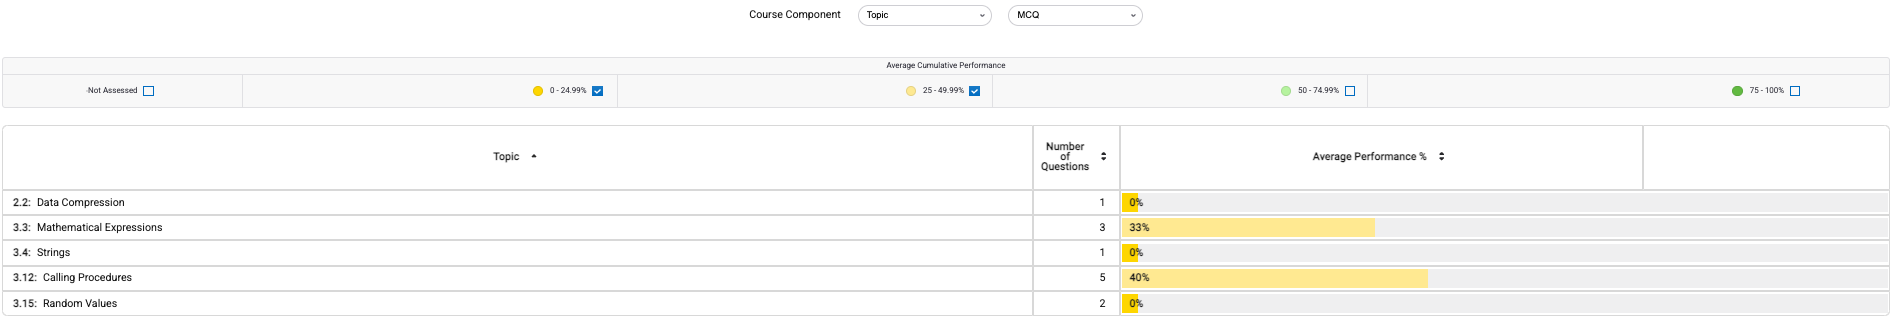 Course Component Topic MCQ
Average Cumulative Performance
Not Assessed 0 - 24.99% 25 - 49.99% 50 - 74.99% 75 - 100%
Topic Number of Questions Average Performance %
2.2: Data Compression 1 0%
3.3: Mathematical Expressions 3 33%
3.4: Strings 1 0%
3.12: Calling Procedures 5 40%
3.15: Random Values 2 0%